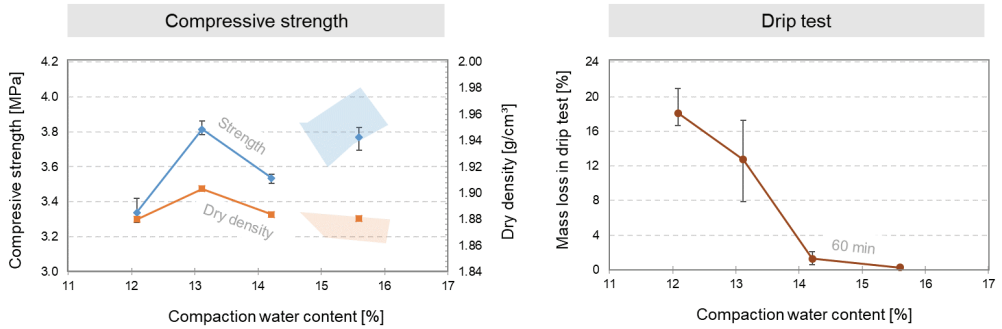 Compressive strength
4.2
4.0
3.8
3.6
3.4
3.2
3.0
Compresive strength [MPa]
Strength
Dry density
2.00
1.98
1.96
1.94
1.92
1.90
1.88
1.86
1.84
Dry density [g/cm³]
11 12 13 14 15 16 17
Compaction water content [%]
Drip test
24
20
16
12
8
4
0
Mass loss in drip test [%]
60 min
11 12 13 14 15 16 17
Compaction water content [%]